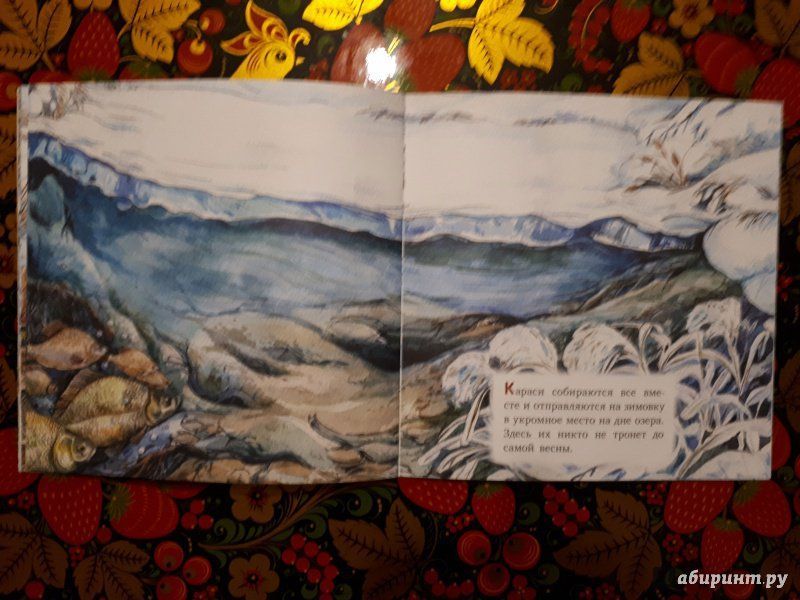 Караси собираются все вме-
сте и отправляются на зимовку
в укромное место на дне озера.
Здесь их никто не тронет до
самой весны.
абиринт.ру